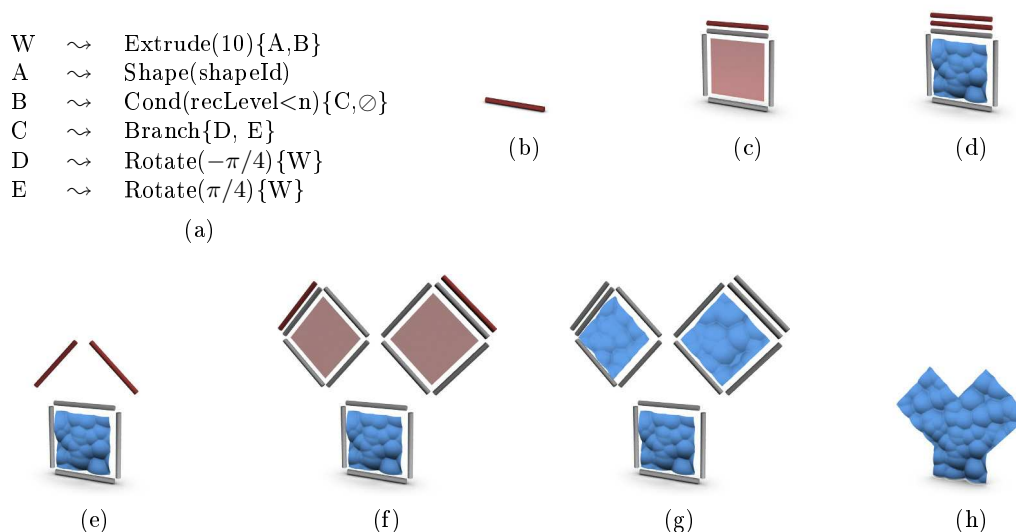 W ⤳ Extrude(10){A,B}
A ⤳ Shape(shapeId)
B ⤳ Cond(recLevel<n){C,⊘}
C ⤳ Branch{D, E}
D ⤳ Rotate(−π/4){W}
E ⤳ Rotate(π/4){W}
(a)
(b)
(c)
(d)
(e)
(f)
(g)
(h)